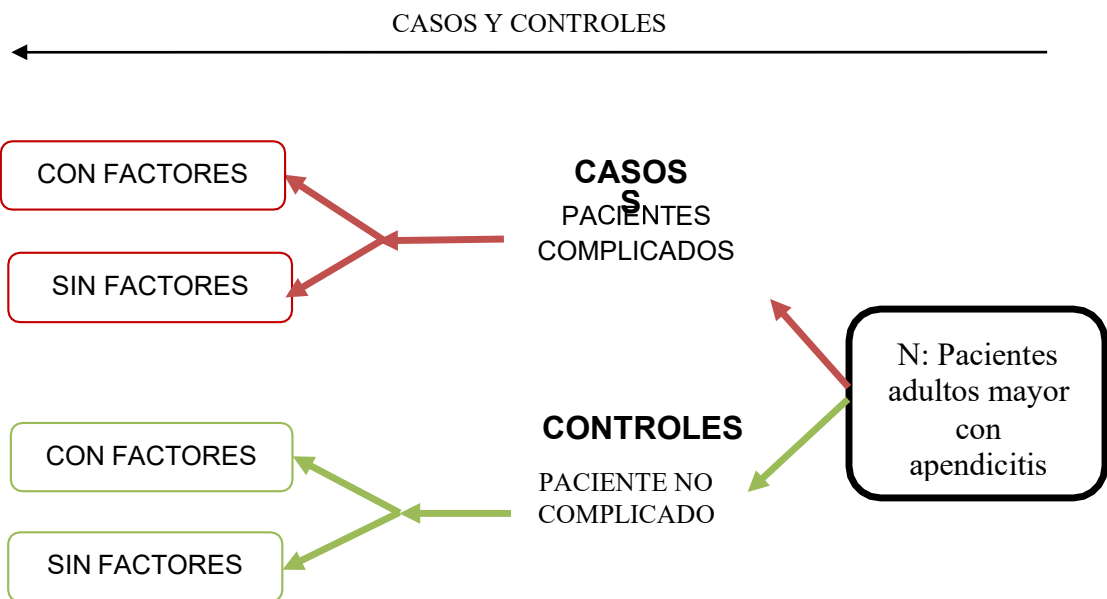 CASOS Y CONTROLES
CON FACTORES
CASOS
S
PACIENTES
COMPLICADOS
SIN FACTORES
N: Pacientes
adultos mayor
con
apendicitis
CONTROLES
CON FACTORES
PACIENTE NO
COMPLICADO
SIN FACTORES